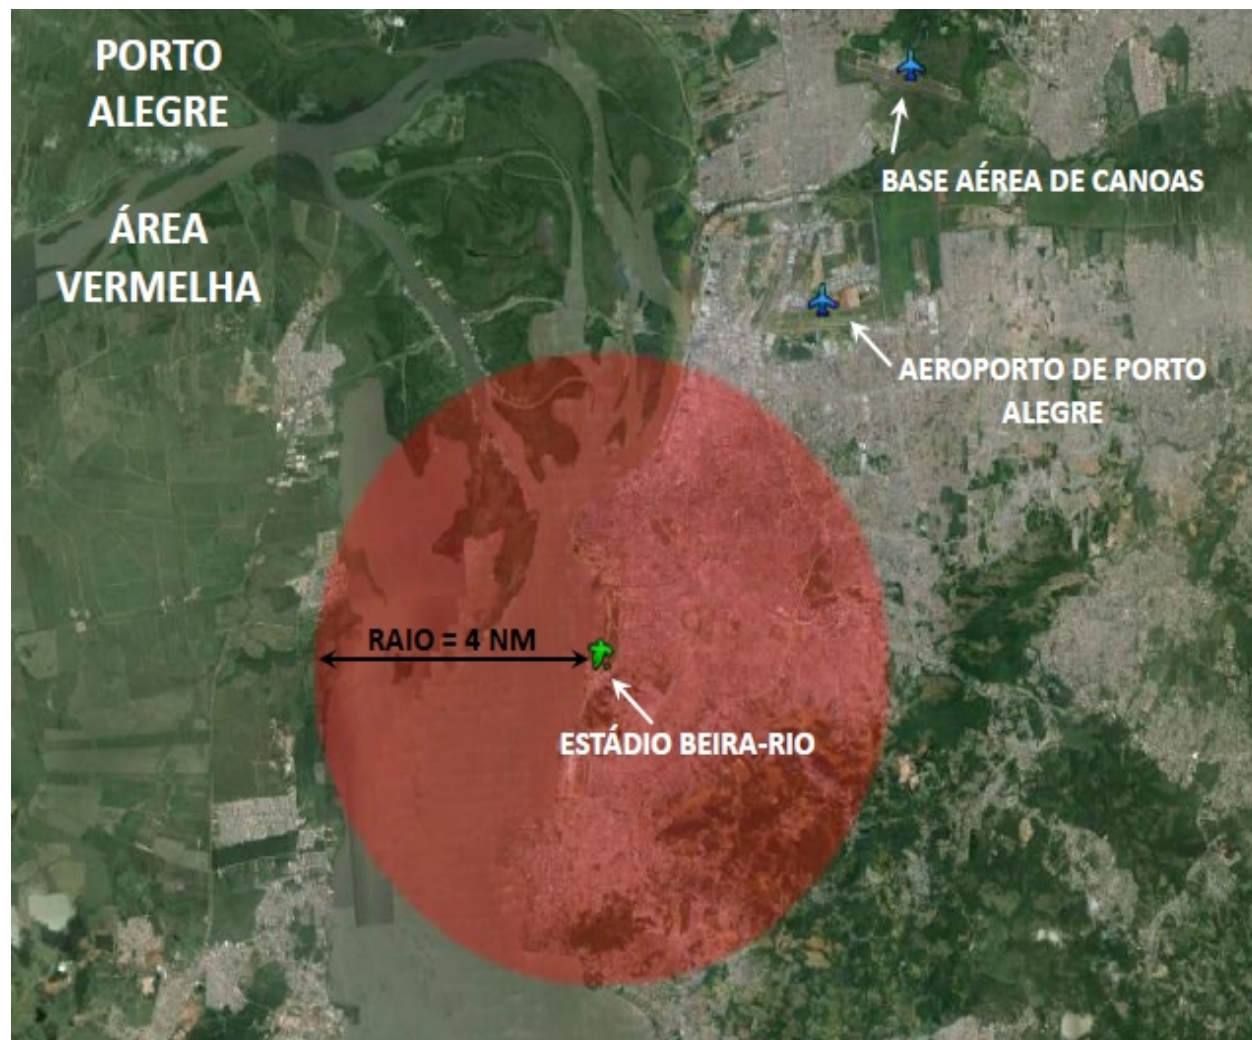 PORTO
ALEGRE
ÁREA
VERMELHA
BASE AÉREA DE CANOAS
AEROPORTO DE PORTO
ALEGRE
RAIO = 4 NM
ESTÁDIO BEIRA-RIO